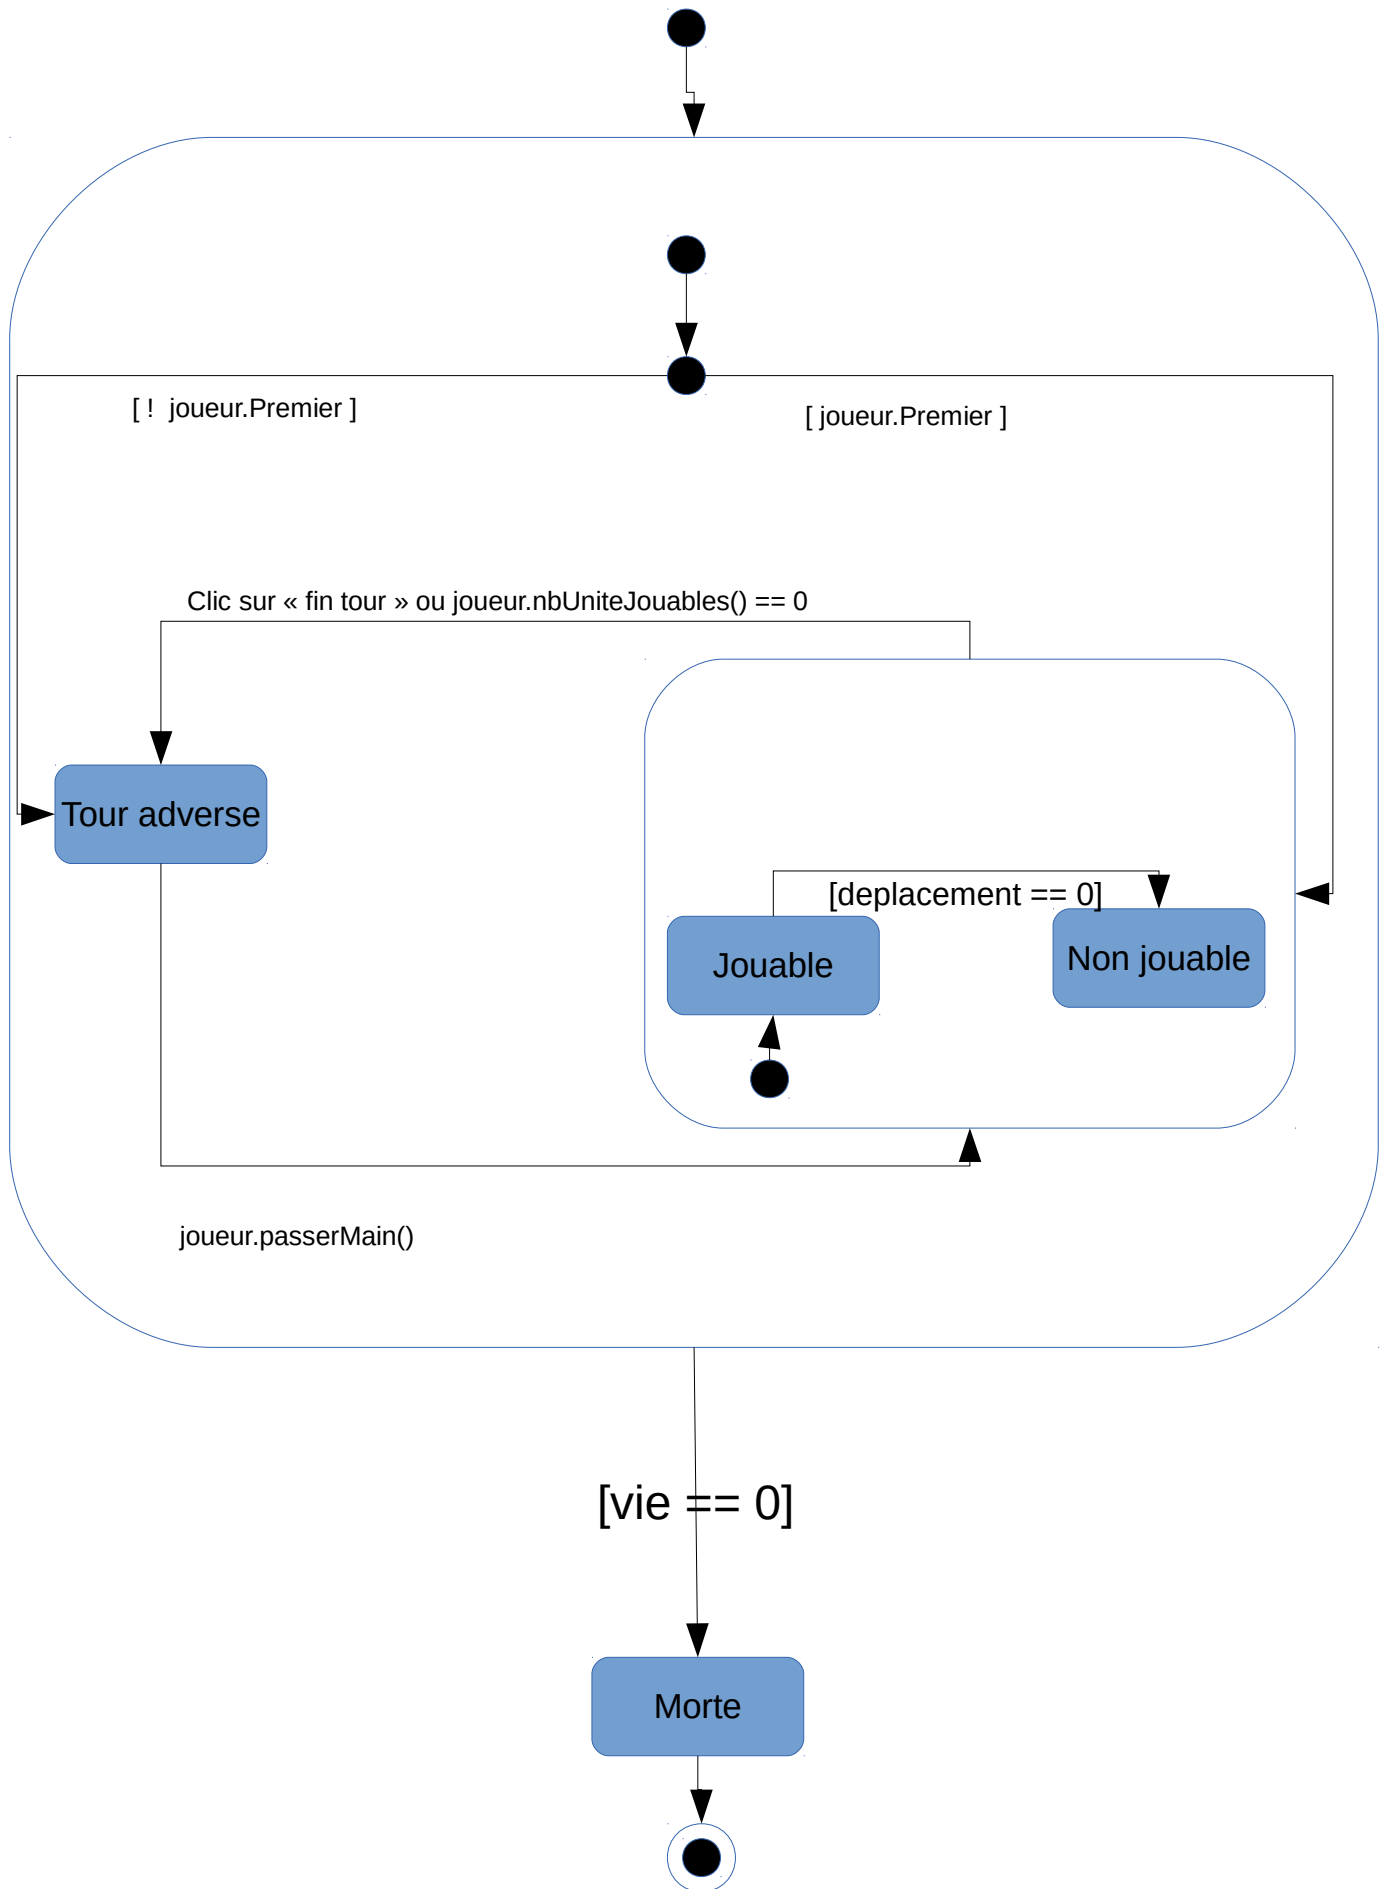 [ !  joueur.Premier ]
[ joueur.Premier ]
Clic sur « fin tour » ou joueur.nbUniteJouables() == 0
Tour adverse
[deplacement == 0]
Jouable
Non jouable
joueur.passerMain()
[vie == 0]
Morte